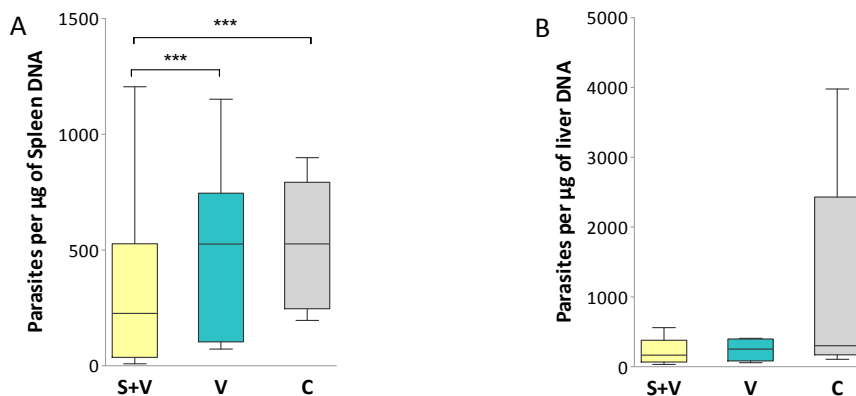 A
Parasites per µg of Spleen DNA
1500
1000
500
0
***
***
S+V V C
B
Parasites per µg of liver DNA
5000
4000
3000
2000
1000
0
S+V V C